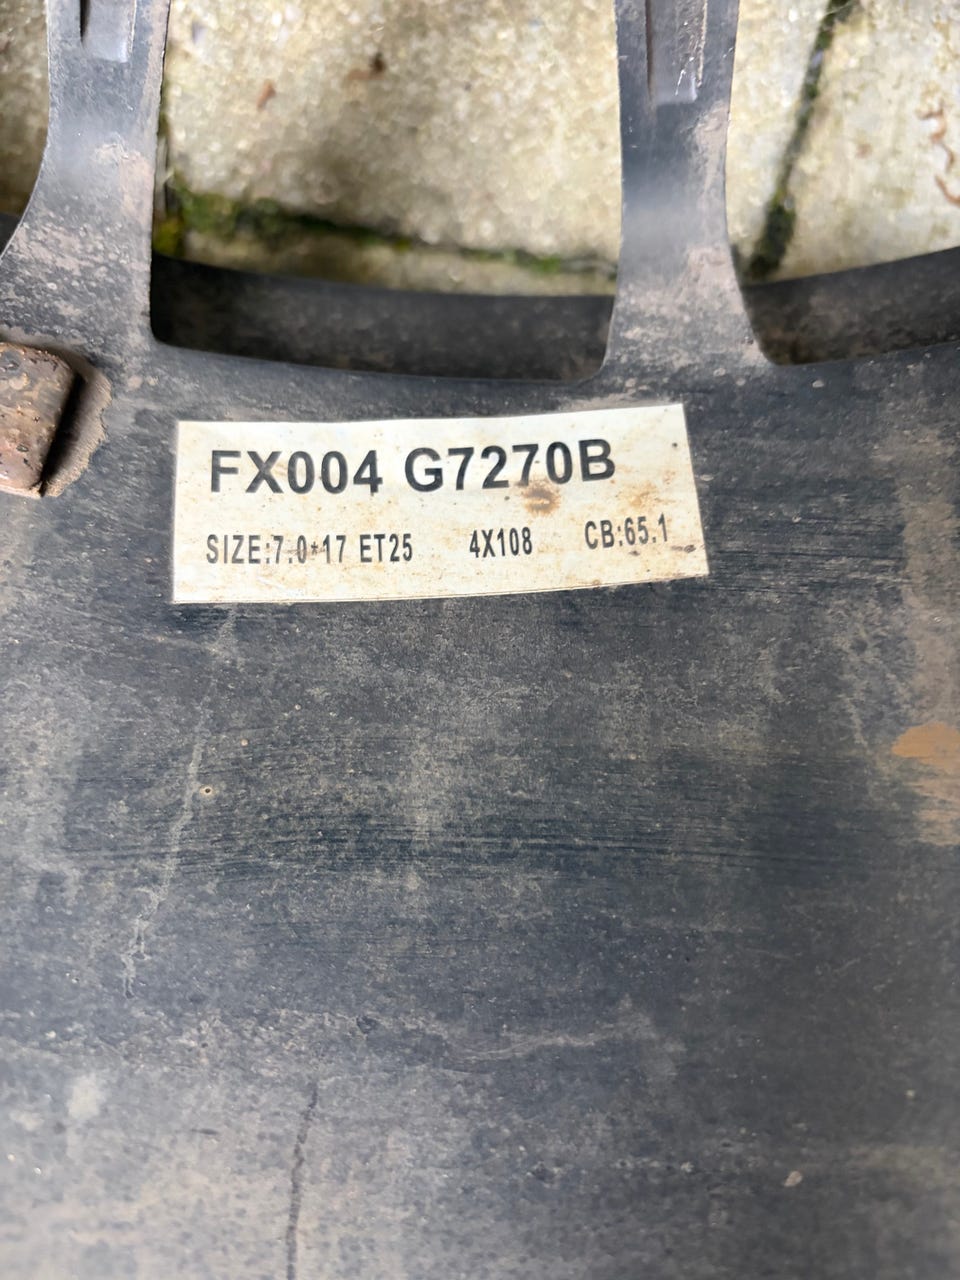 FX004 G7270B
SIZE:7.0*17 ET25 4X108 CB:65.1